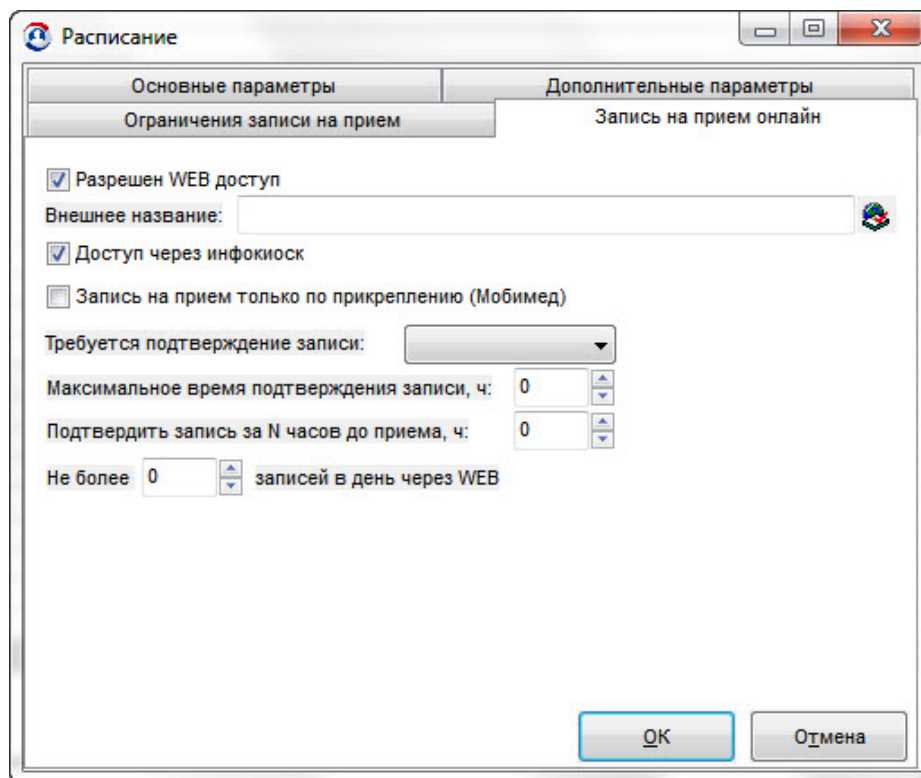 Расписание
Основные параметры Дополнительные параметры
Ограничения записи на прием Запись на прием онлайн
Разрешен WEB доступ
Внешнее название:
Доступ через инфокиоск
Запись на прием только по прикреплению (Мобимед)
Требуется подтверждение записи:
Максимальное время подтверждения записи, ч: 0
Подтвердить запись за N часов до приема, ч: 0
Не более 0 записей в день через WEB
OK Отмена